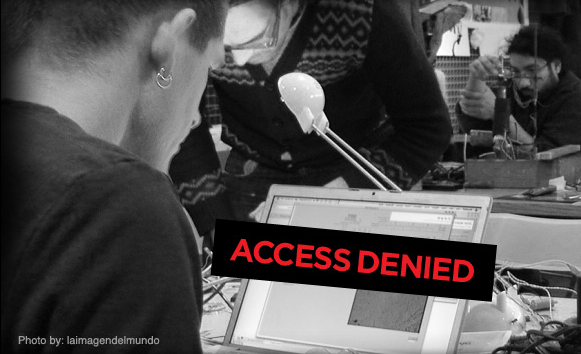 ACCESS DENIED
Photo by: laimagendelmundo